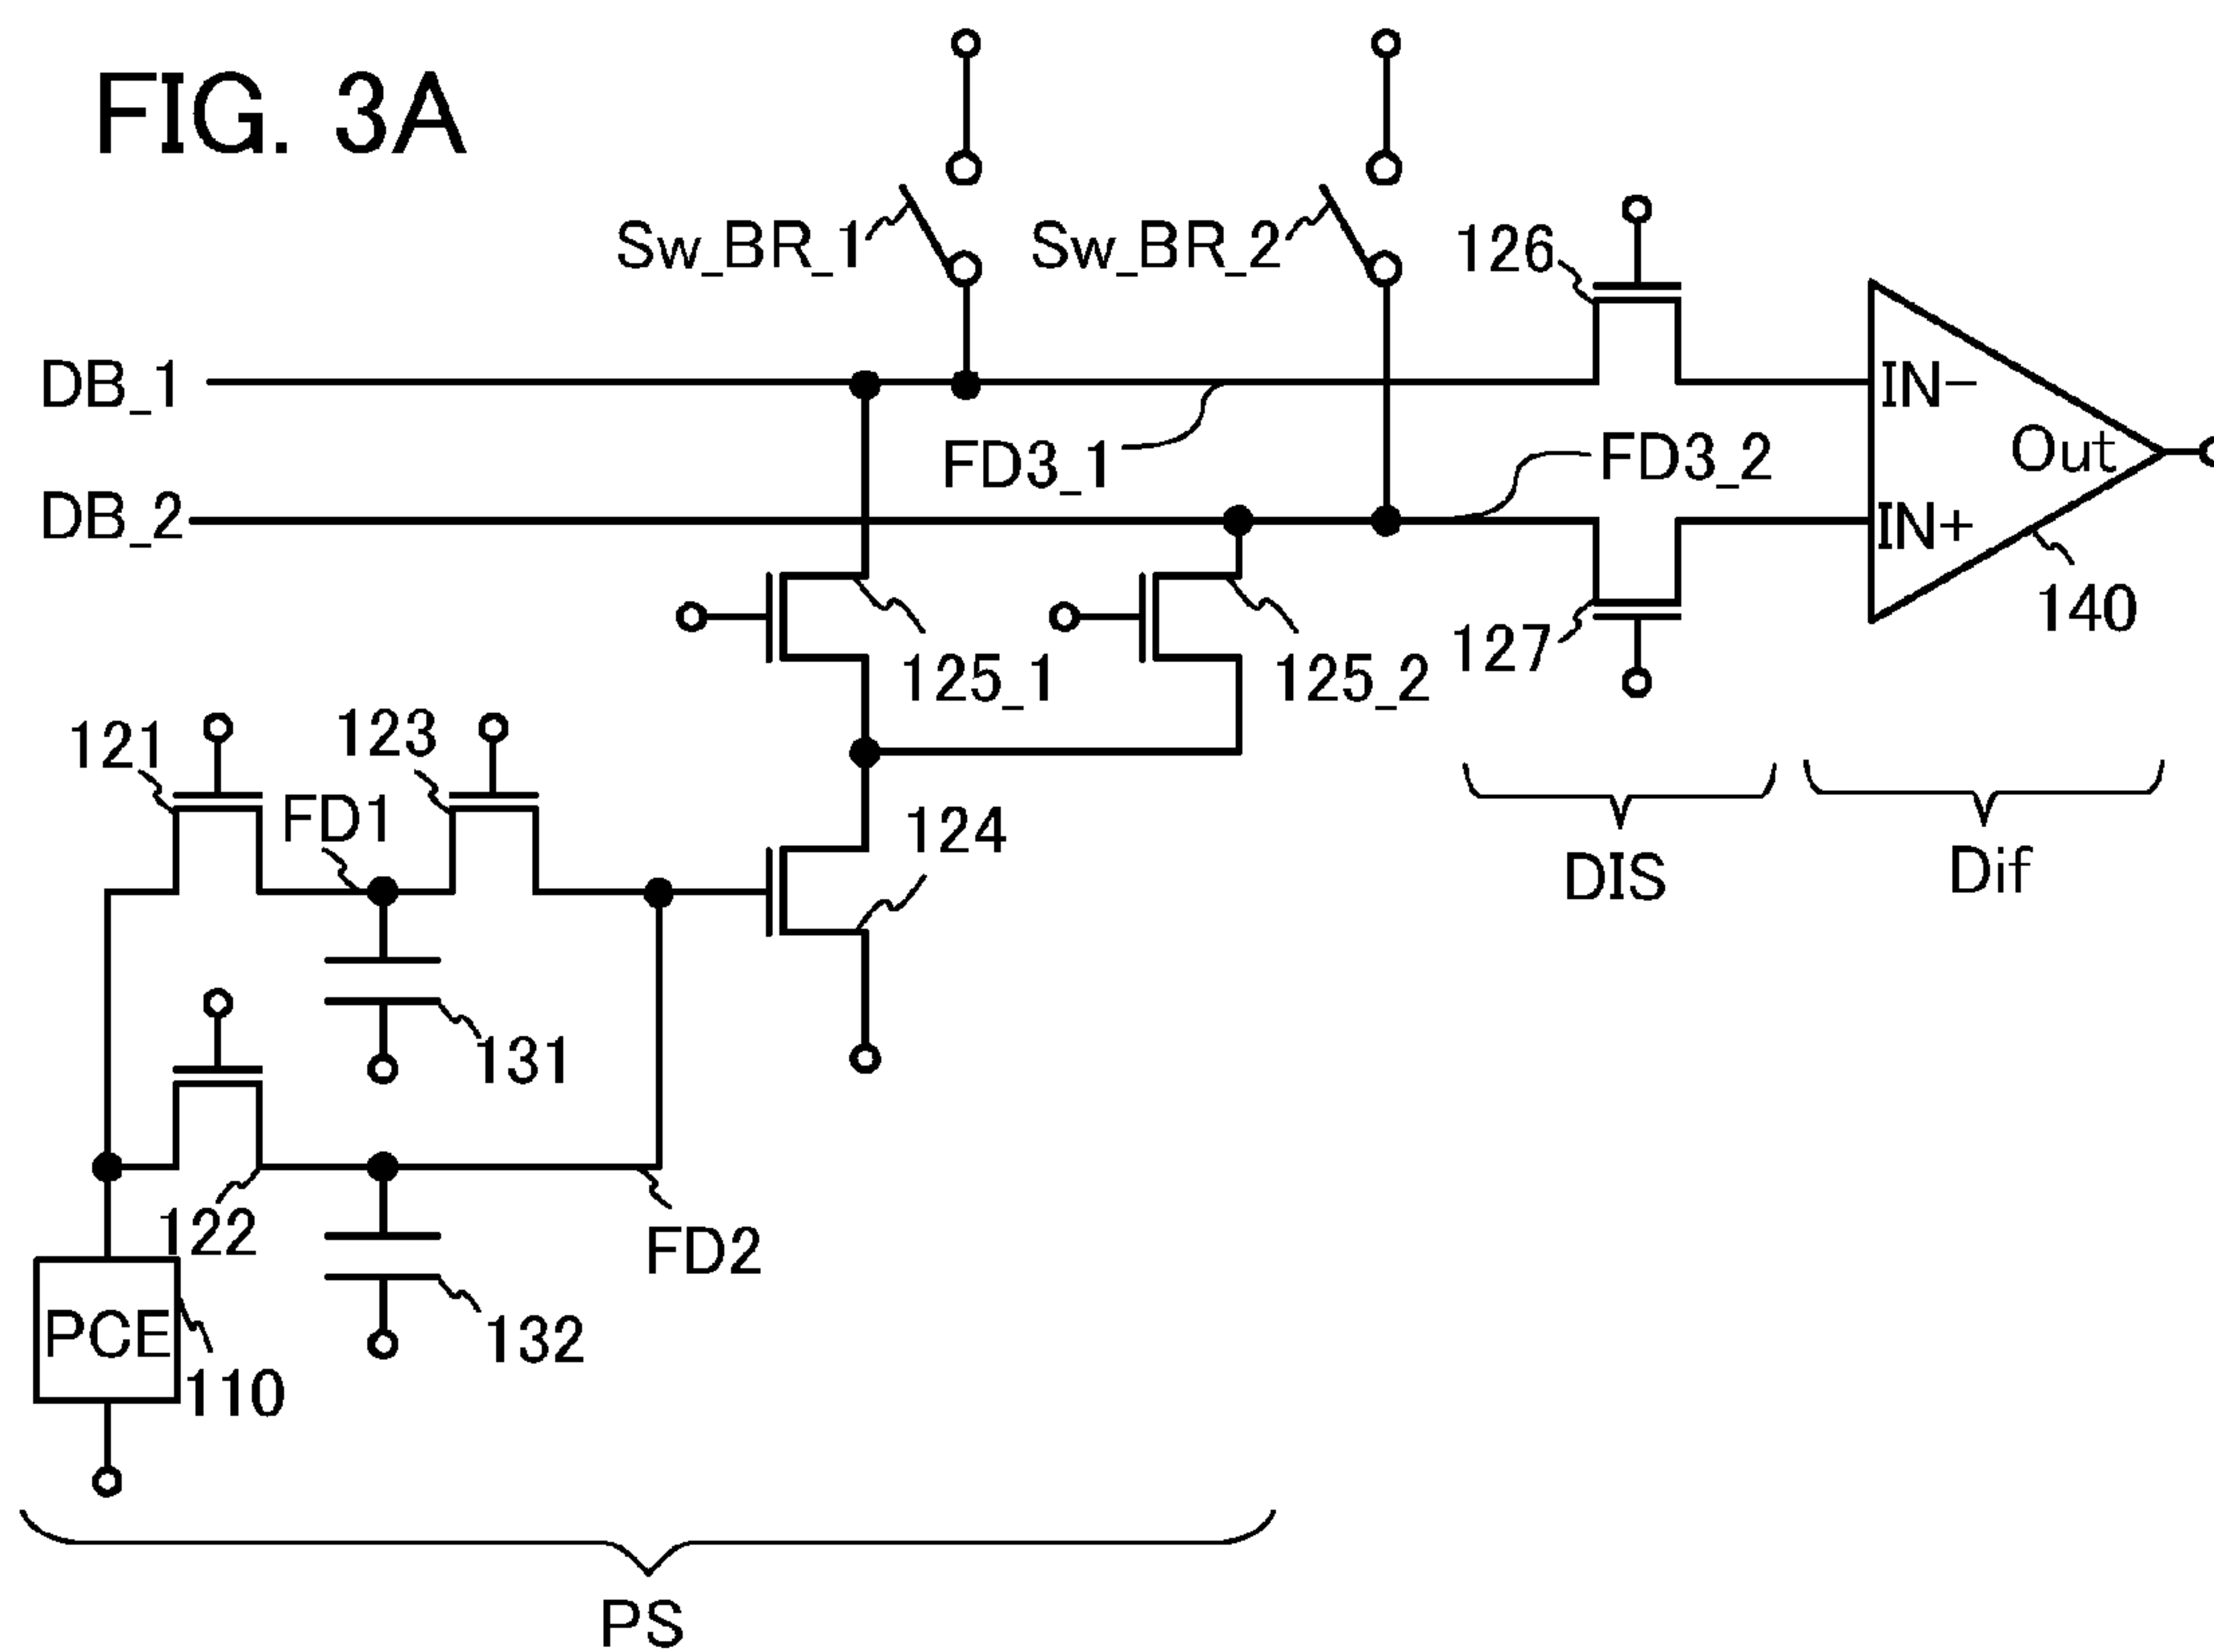 FIG. 3A
Sw_BR_1
Sw_BR_2
126
DB_1
IN-
FD3_1
FD3_2
Out
DB_2
IN+
140
127
125_1
125_2
121
123
FD1
124
DIS
Dif
131
122
FD2
132
PCE
110
PS